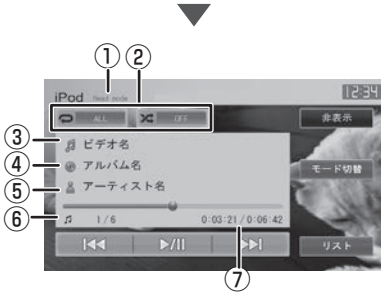 ① ②
iPod Head mode 12:34
ALL OFF 非表示
③ ビデオ名
④ アルバム名 モード切替
⑤ アーティスト名
⑥ 1/6 0:03:21/0:06:42
リスト
⑦